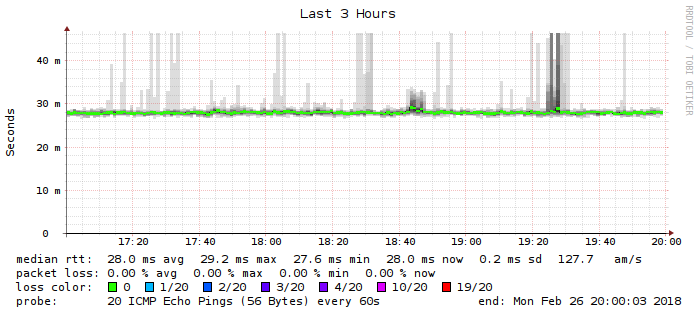 Last 3 Hours
RRDTOOL / TOBI OETIKER
Seconds
40 m
30 m
20 m
10 m
0
17:20 17:40 18:00 18:20 18:40 19:00 19:20 19:40 20:00
median rtt: 28.0 ms avg 29.2 ms max 27.6 ms min 28.0 ms now 0.2 ms sd 127.7 am/s
packet loss: 0.00 % avg 0.00 % max 0.00 % min 0.00 % now
loss color: 0 1/20 2/20 3/20 4/20 10/20 19/20
probe: 20 ICMP Echo Pings (56 Bytes) every 60s end: Mon Feb 26 20:00:03 2018